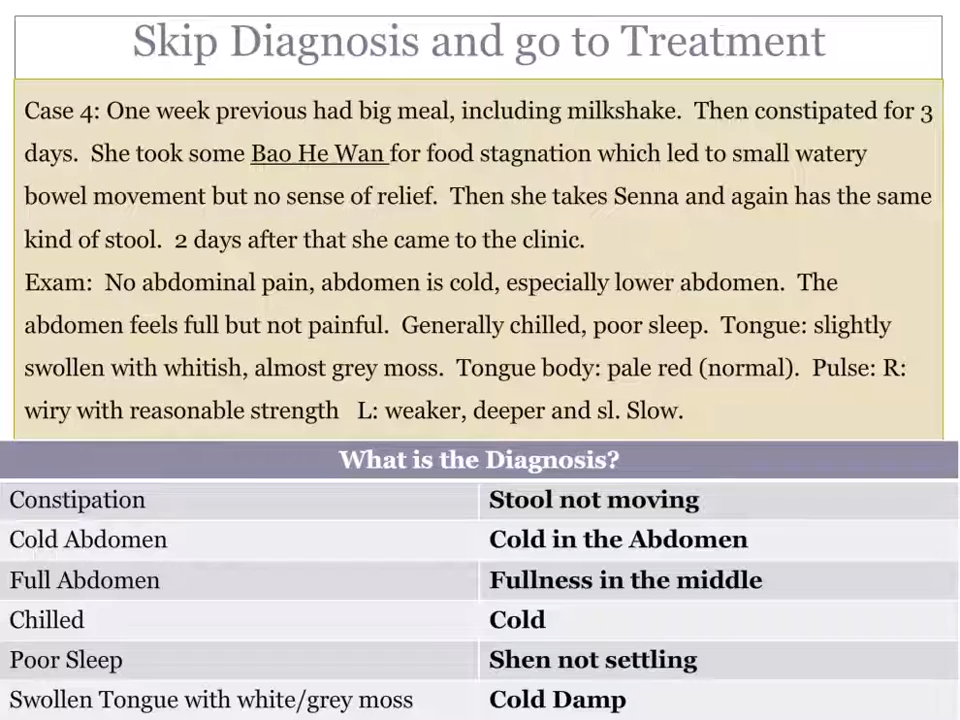 Skip Diagnosis and go to Treatment
Case 4: One week previous had big meal, including milkshake. Then constipated for 3
days. She took some Bao He Wan for food stagnation which led to small watery
bowel movement but no sense of relief. Then she takes Senna and again has the same
kind of stool. 2 days after that she came to the clinic.
Exam: No abdominal pain, abdomen is cold, especially lower abdomen. The
abdomen feels full but not painful. Generally chilled, poor sleep. Tongue: slightly
swollen with whitish, almost grey moss. Tongue body: pale red (normal). Pulse: R:
wiry with reasonable strength L: weaker, deeper and sl. Slow.
What is the Diagnosis?
Constipation Stool not moving
Cold Abdomen Cold in the Abdomen
Full Abdomen Fullness in the middle
Chilled Cold
Poor Sleep Shen not settling
Swollen Tongue with white/grey moss Cold Damp